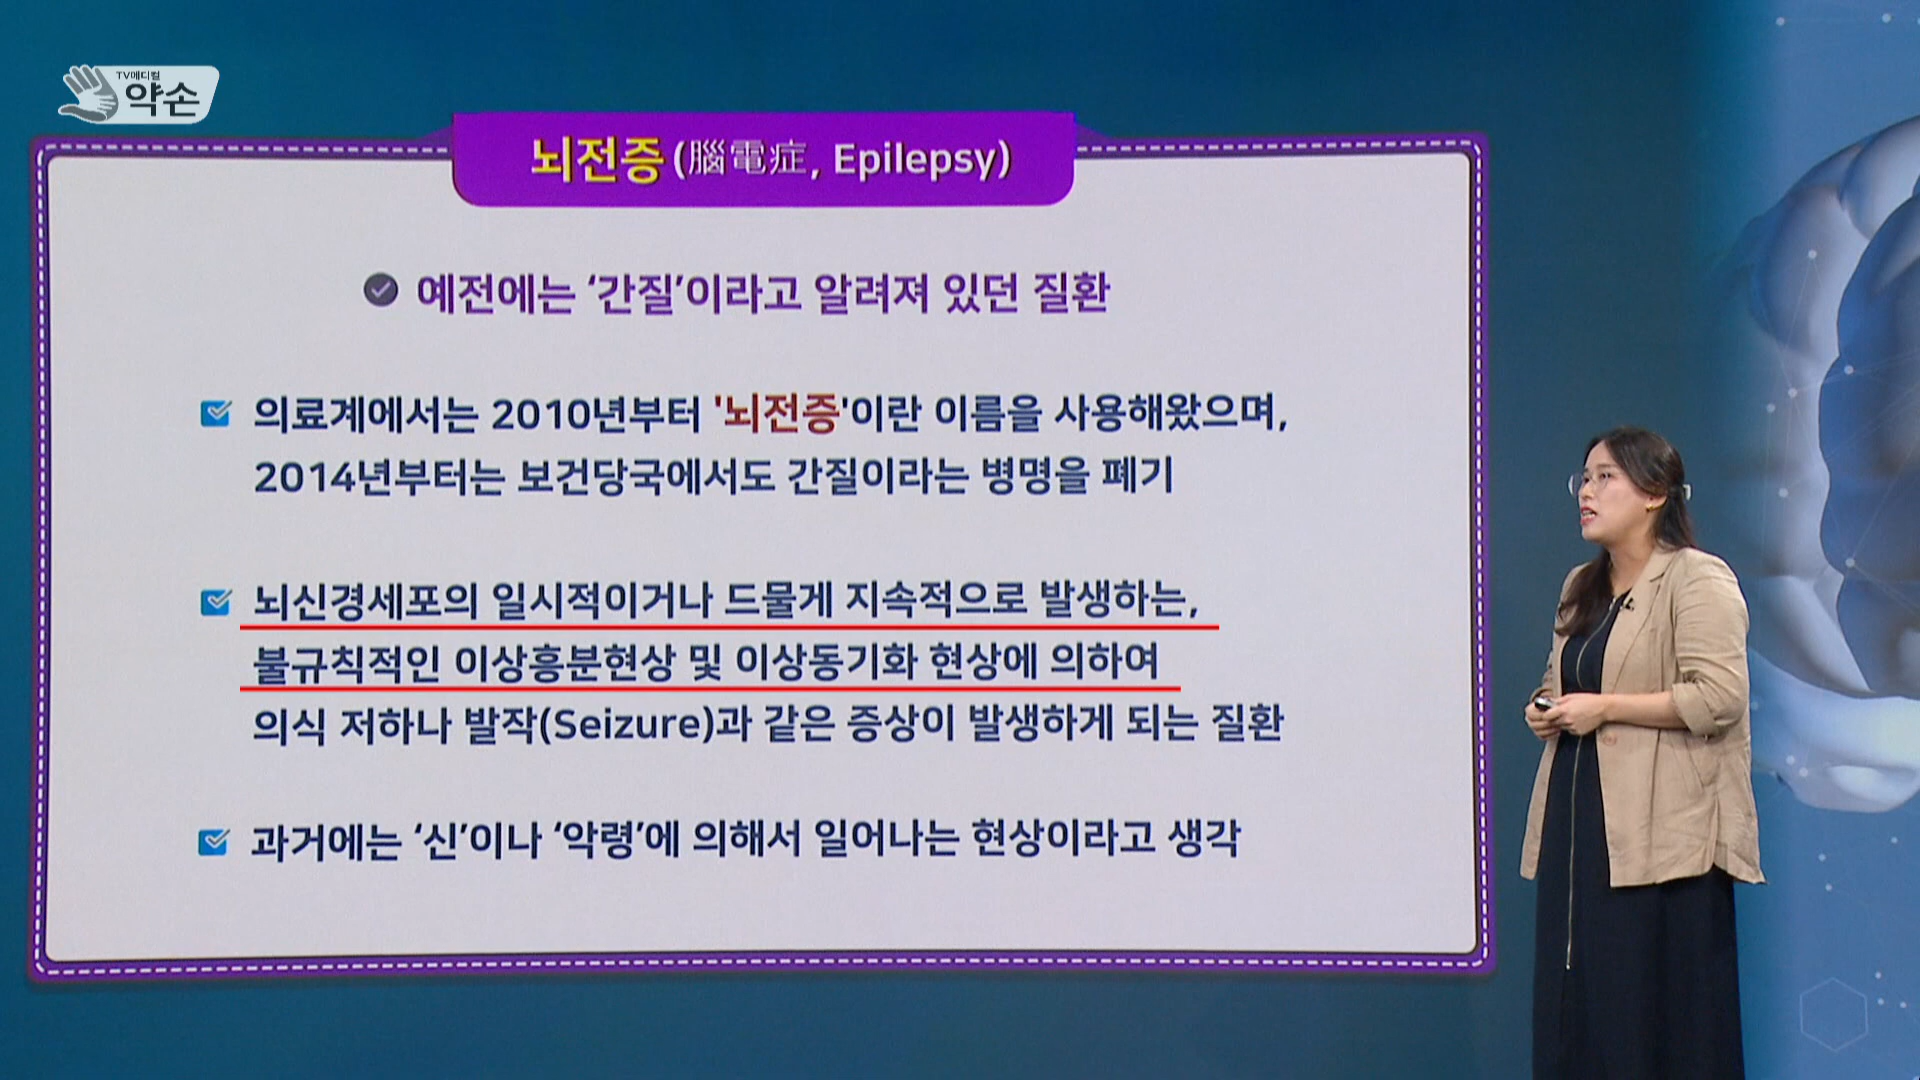 TV메디컬
약손
뇌전증(腦電症, Epilepsy)
예전에는 ‘간질’이라고 알려져 있던 질환
의료계에서는 2010년부터 '뇌전증'이란 이름을 사용해왔으며,
2014년부터는 보건당국에서도 간질이라는 병명을 폐기
뇌신경세포의 일시적이거나 드물게 지속적으로 발생하는,
불규칙적인 이상흥분현상 및 이상동기화 현상에 의하여
의식 저하나 발작(Seizure)과 같은 증상이 발생하게 되는 질환
과거에는 ‘신’이나 ‘악령’에 의해서 일어나는 현상이라고 생각